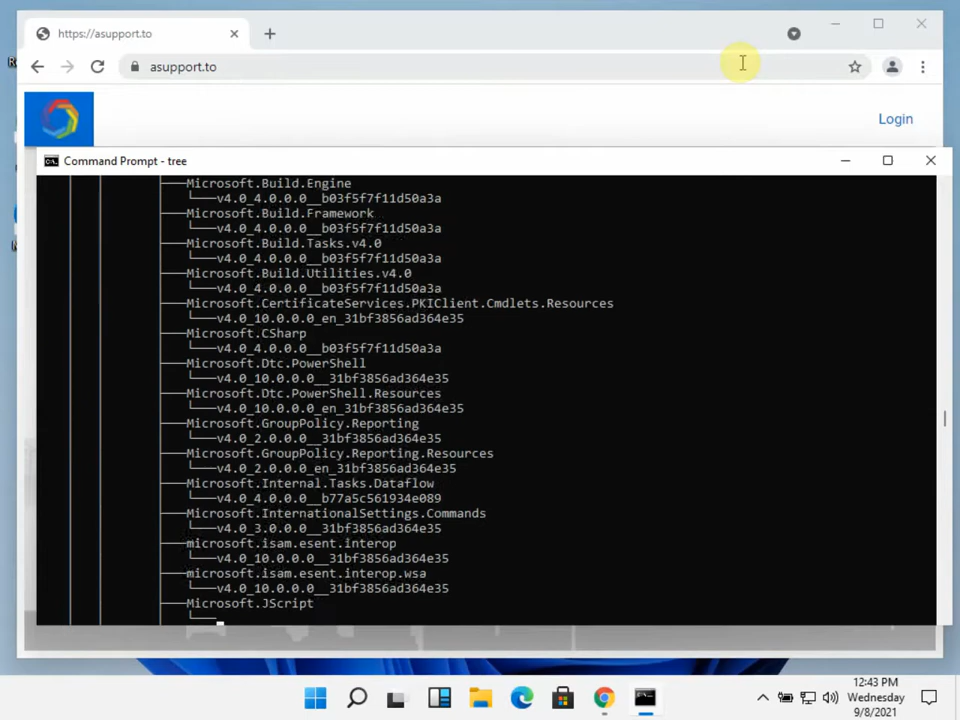 https://asupport.to
asupport.to
Login
Command Prompt - tree
Microsoft.Build.Engine
v4.0_4.0.0.0__b03f5f7f11d50a3a
Microsoft.Build.Framework
v4.0_4.0.0.0__b03f5f7f11d50a3a
Microsoft.Build.Tasks.v4.0
v4.0_4.0.0.0__b03f5f7f11d50a3a
Microsoft.Build.Utilities.v4.0
v4.0_4.0.0.0__b03f5f7f11d50a3a
Microsoft.CertificateServices.PKIClient.Cmdlets.Resources
v4.0_10.0.0.0_en_31bf3856ad364e35
Microsoft.CSharp
v4.0_4.0.0.0__b03f5f7f11d50a3a
Microsoft.Dtc.PowerShell
v4.0_10.0.0.0__31bf3856ad364e35
Microsoft.Dtc.PowerShell.Resources
v4.0_10.0.0.0_en_31bf3856ad364e35
Microsoft.GroupPolicy.Reporting
v4.0_2.0.0.0__31bf3856ad364e35
Microsoft.GroupPolicy.Reporting.Resources
v4.0_2.0.0.0_en_31bf3856ad364e35
Microsoft.Internal.Tasks.Dataflow
v4.0_4.0.0.0__b77a5c561934e089
Microsoft.InternationalSettings.Commands
v4.0_3.0.0.0__31bf3856ad364e35
microsoft.isam.esent.interop
v4.0_10.0.0.0__31bf3856ad364e35
microsoft.isam.esent.interop.wsa
v4.0_10.0.0.0__31bf3856ad364e35
Microsoft.JScript
12:43 PM
Wednesday
9/8/2021